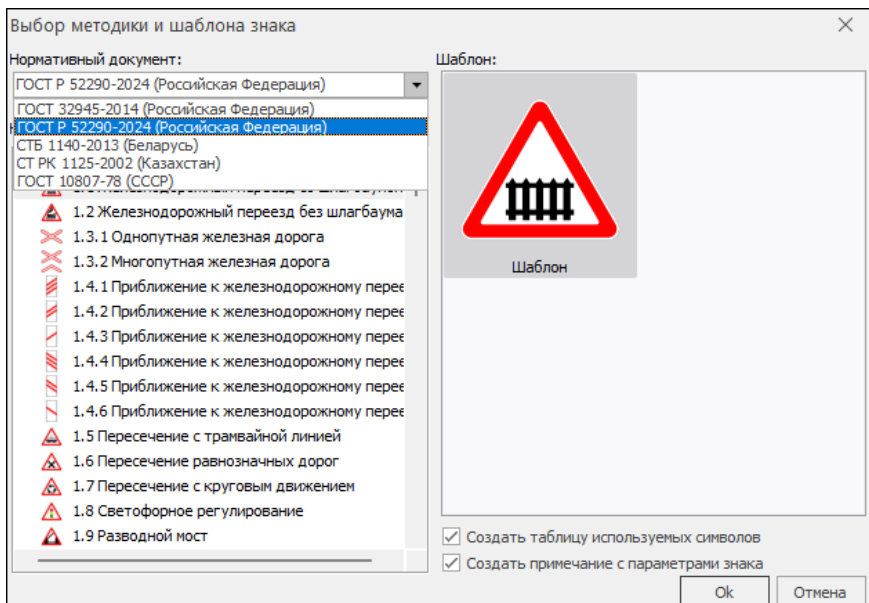 Выбор методики и шаблона знака
Нормативный документ:
ГОСТ Р 52290-2024 (Российская Федерация)
ГОСТ 32945-2014 (Российская Федерация)
ГОСТ Р 52290-2024 (Российская Федерация)
СТБ 1140-2013 (Беларусь)
СТ РК 1125-2002 (Казахстан)
ГОСТ 10807-78 (СССР)
1.2 Железнодорожный переезд без шлагбаума
1.3.1 Однопутная железная дорога
1.3.2 Многопутная железная дорога
1.4.1 Приближение к железнодорожному перее
1.4.2 Приближение к железнодорожному перее
1.4.3 Приближение к железнодорожному перее
1.4.4 Приближение к железнодорожному перее
1.4.5 Приближение к железнодорожному перее
1.4.6 Приближение к железнодорожному перее
1.5 Пересечение с трамвайной линией
1.6 Пересечение равнозначных дорог
1.7 Пересечение с круговым движением
1.8 Светофорное регулирование
1.9 Разводной мост
Шаблон:
Шаблон
Создать таблицу используемых символов
Создать примечание с параметрами знака
Ok
Отмена